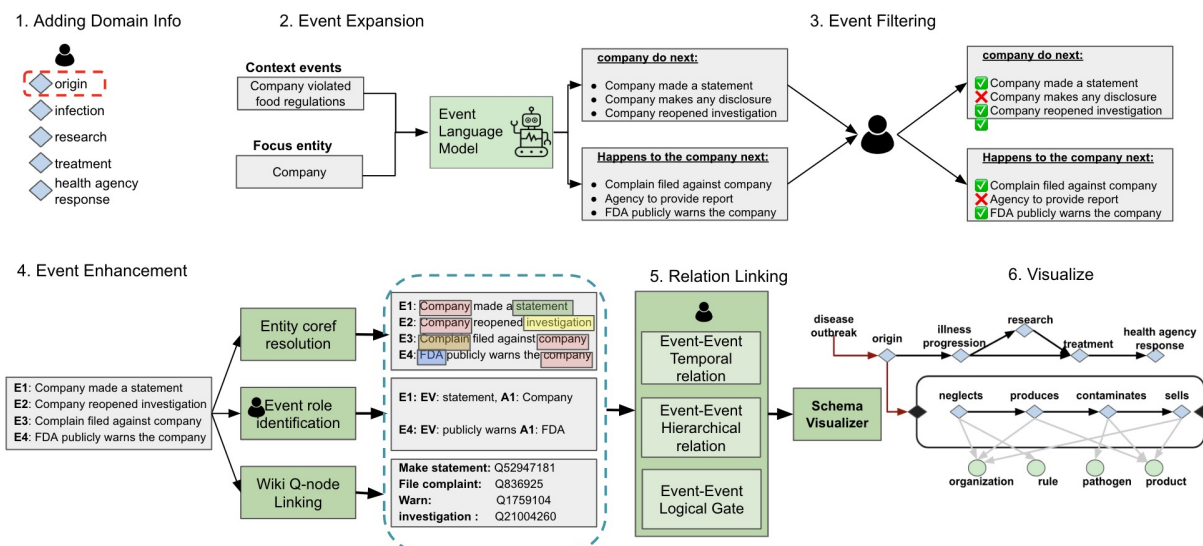 1. Adding Domain Info
origin
infection
research
treatment
health agency
response
2. Event Expansion
Context events
Company violated
food regulations
Focus entity
Company
Event
Language
Model
company do next:
• Company made a statement
• Company makes any disclosure
• Company reopened investigation
Happens to the company next:
• Complain filed against company
• Agency to provide report
• FDA publicly warns the company
3. Event Filtering
company do next:
✅ Company made a statement
❌ Company makes any disclosure
✅ Company reopened investigation
✅
Happens to the company next:
✅ Complain filed against company
❌ Agency to provide report
✅ FDA publicly warns the company
4. Event Enhancement
E1: Company made a statement
E2: Company reopened investigation
E3: Complain filed against company
E4: FDA publicly warns the company
Entity coref
resolution
Event role
identification
Wiki Q-node
Linking
E1: Company made a statement
E2: Company reopened investigation
E3: Complain filed against company
E4: FDA publicly warns the company
E1: EV: statement, A1: Company
E4: EV: publicly warns A1: FDA
Make statement: Q52947181
File complaint: Q836925
Warn: Q1759104
investigation : Q21004260
5. Relation Linking
Event-Event
Temporal
relation
Event-Event
Hierarchical
relation
Event-Event
Logical Gate
Schema
Visualizer
6. Visualize
disease
outbreak
origin
illness
progression
research
treatment
health agency
response
neglects
produces
contaminates
sells
organization
rule
pathogen
product